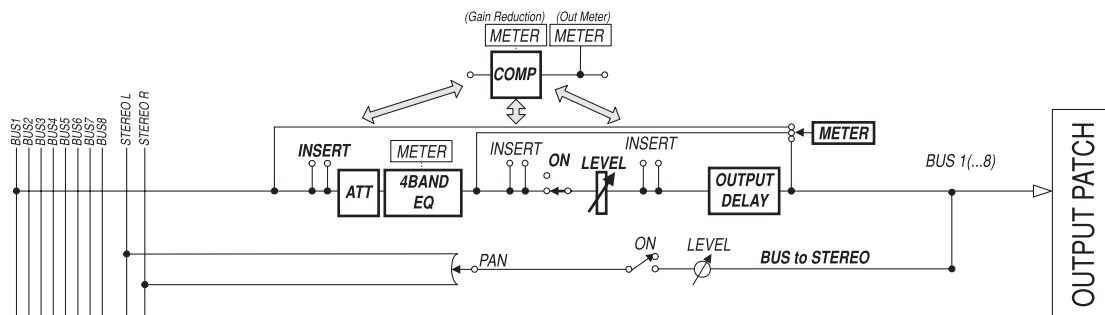 (Gain Reduction) (Out Meter)
METER METER
COMP
BUS1
BUS2
BUS3
BUS4
BUS5
BUS6
BUS7
BUS8
STEREO L
STEREO R
INSERT
METER
INSERT
ON
LEVEL
INSERT
METER
ATT
4BAND
EQ
OUTPUT
DELAY
BUS 1(...8)
OUTPUT PATCH
PAN
ON
LEVEL
BUS to STEREO